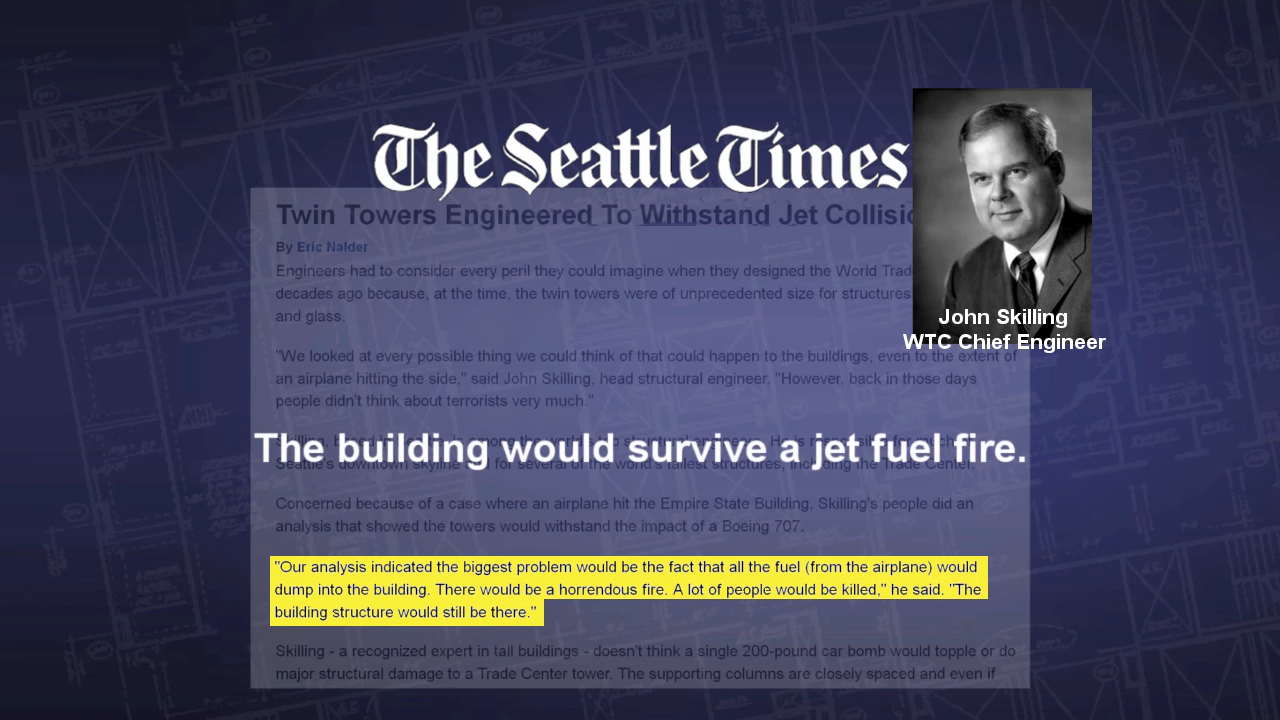 The Seattle Times
Twin Towers Engineered To Withstand Jet Collisio
By Eric Nalder
Engineers had to consider every peril they could imagine when they designed the World Trad
decades ago because, at the time, the twin towers were of unprecedented size for structures
and glass.
John Skilling
WTC Chief Engineer
"We looked at every possible thing we could think of that could happen to the buildings, even to the extent of
an airplane hitting the side," said John Skilling, head structural engineer. "However, back in those days
people didn't think about terrorists very much."
The building would survive a jet fuel fire.
Seattle's downtown skyline and for several of the world's tallest structures, including the Trade Center.
Concerned because of a case where an airplane hit the Empire State Building, Skilling's people did an
analysis that showed the towers would withstand the impact of a Boeing 707.
"Our analysis indicated the biggest problem would be the fact that all the fuel (from the airplane) would
dump into the building. There would be a horrendous fire. A lot of people would be killed," he said. "The
building structure would still be there."
Skilling - a recognized expert in tall buildings - doesn't think a single 200-pound car bomb would topple or do
major structural damage to a Trade Center tower. The supporting columns are closely spaced and even if